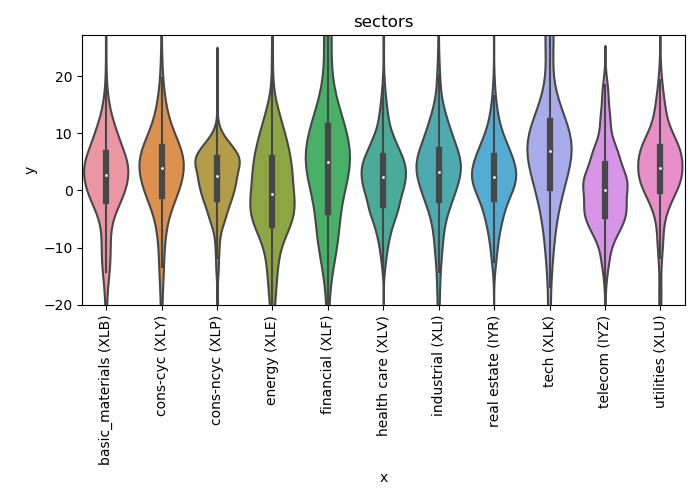 sectors
y
20
10
0
−10
−20
basic_materials (XLB)
cons-cyc (XLY)
cons-ncyc (XLP)
energy (XLE)
financial (XLF)
health care (XLV)
industrial (XLI)
real estate (IYR)
tech (XLK)
telecom (IYZ)
utilities (XLU)
x